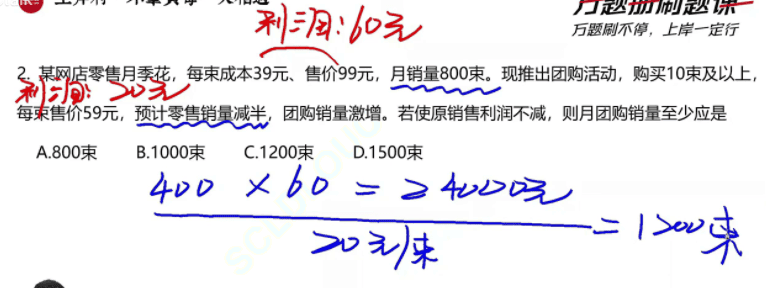 万题册刷题课
万题刷不停，上岸一定行
利润:60元
2. 某网店零售月季花，每束成本39元、售价99元，月销量800束。现推出团购活动，购买10束及以上，
利润:20元
每束售价59元，预计零售销量减半，团购销量激增。若使原销售利润不减，则月团购销量至少应是
A.800束 B.1000束 C.1200束 D.1500束
400 × 60 = 24000元
20元/束 = 1200束